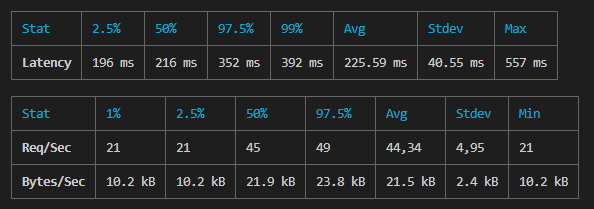 Stat 2.5% 50% 97.5% 99% Avg Stdev Max
Latency 196 ms 216 ms 352 ms 392 ms 225.59 ms 40.55 ms 557 ms
Stat 1% 2.5% 50% 97.5% Avg Stdev Min
Req/Sec 21 21 45 49 44,34 4,95 21
Bytes/Sec 10.2 kB 10.2 kB 21.9 kB 23.8 kB 21.5 kB 2.4 kB 10.2 kB